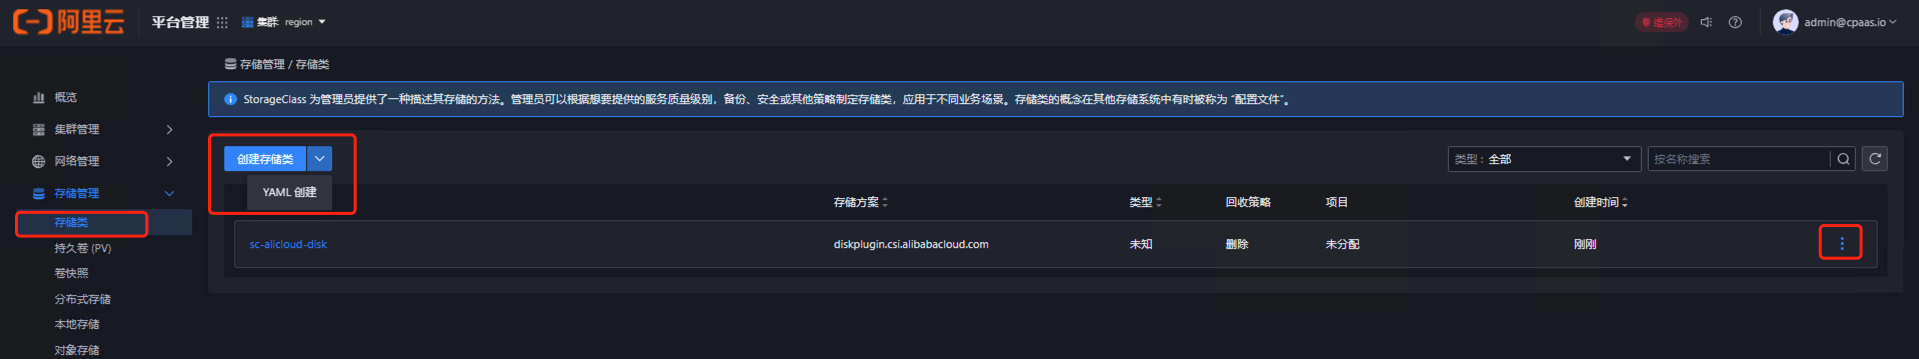 阿里云 平台管理 集群: region 维保外 admin@cpaas.io
存储管理 / 存储类
StorageClass 为管理员提供了一种描述其存储的方法。管理员可以根据想要提供的服务质量级别，备份、安全或其他策略制定存储类，应用于不同业务场景。存储类的概念在其他存储系统中有时被称为 “配置文件”。
概览
集群管理
网络管理
存储管理
存储类
持久卷 (PV)
卷快照
分布式存储
本地存储
对象存储
创建存储类
YAML 创建
类型: 全部 按名称搜索
存储方案 类型 回收策略 项目 创建时间
sc-alicloud-disk diskplugin.csi.alibabacloud.com 未知 删除 未分配 刚刚